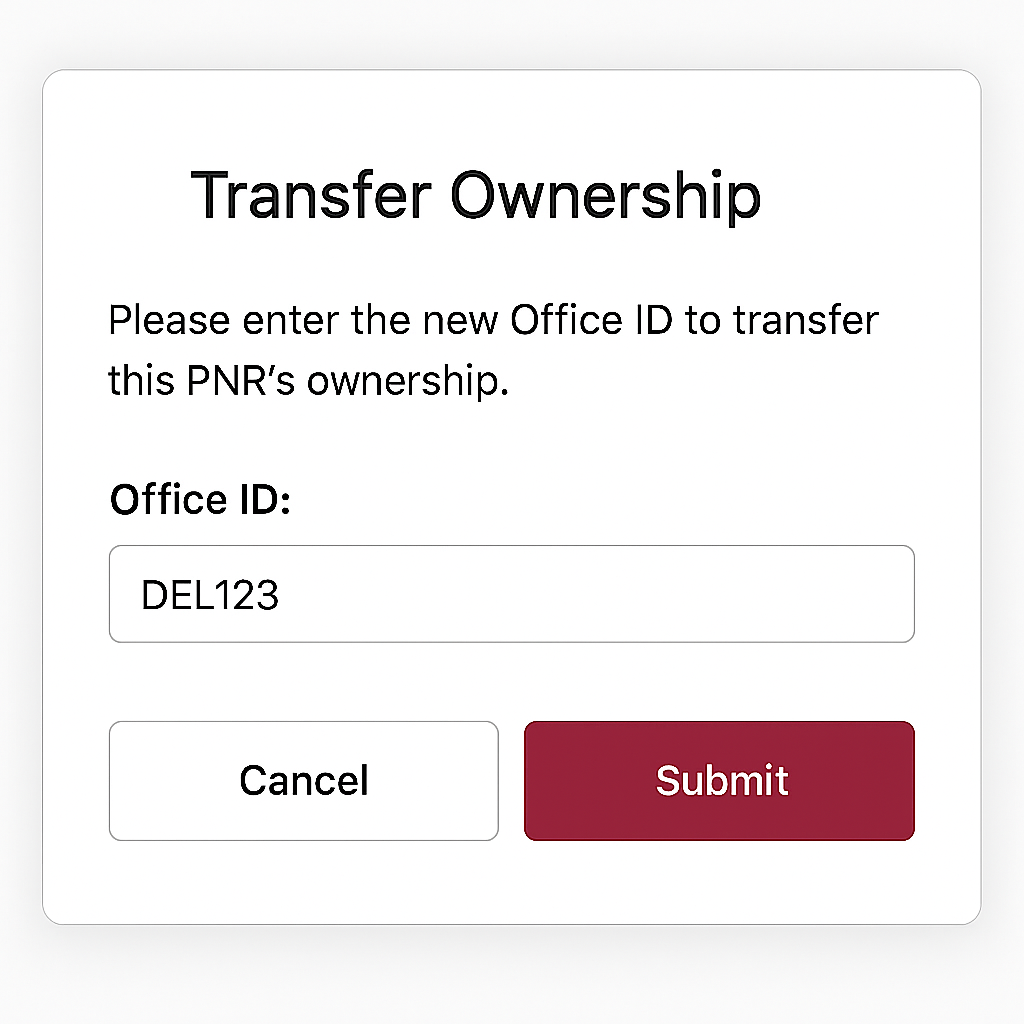 Transfer Ownership
Please enter the new Office ID to transfer
this PNR’s ownership.
Office ID:
DEL123
Cancel
Submit